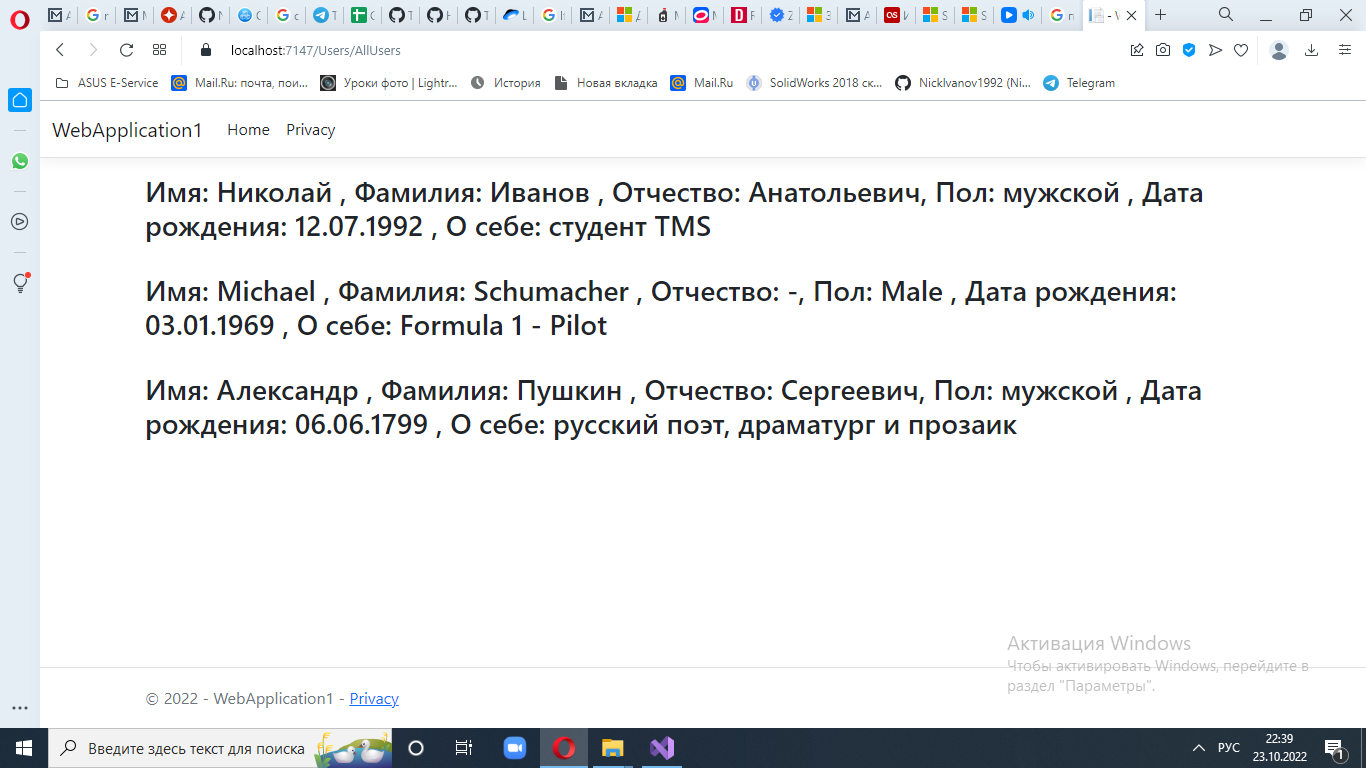 localhost:7147/Users/AllUsers
ASUS E-Service
Mail.Ru: почта, пои...
Уроки фото | Lightr...
История
Новая вкладка
Mail.Ru
SolidWorks 2018 ск...
NickIvanov1992 (Ni...
Telegram
WebApplication1 Home Privacy
Имя: Николай , Фамилия: Иванов , Отчество: Анатольевич, Пол: мужской , Дата
рождения: 12.07.1992 , О себе: студент TMS
Имя: Michael , Фамилия: Schumacher , Отчество: -, Пол: Male , Дата рождения:
03.01.1969 , О себе: Formula 1 - Pilot
Имя: Александр , Фамилия: Пушкин , Отчество: Сергеевич, Пол: мужской , Дата
рождения: 06.06.1799 , О себе: русский поэт, драматург и прозаик
Активация Windows
Чтобы активировать Windows, перейдите в
раздел "Параметры".
© 2022 - WebApplication1 - Privacy
Введите здесь текст для поиска
РУС
22:39
23.10.2022
1